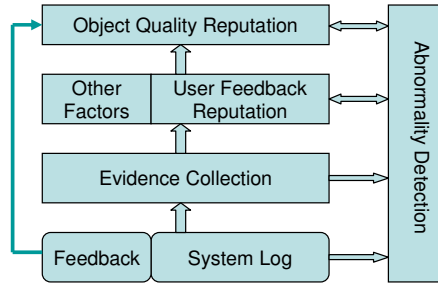 Object Quality Reputation
Other
Factors
User Feedback
Reputation
Evidence Collection
Feedback
System Log
Abnormality Detection